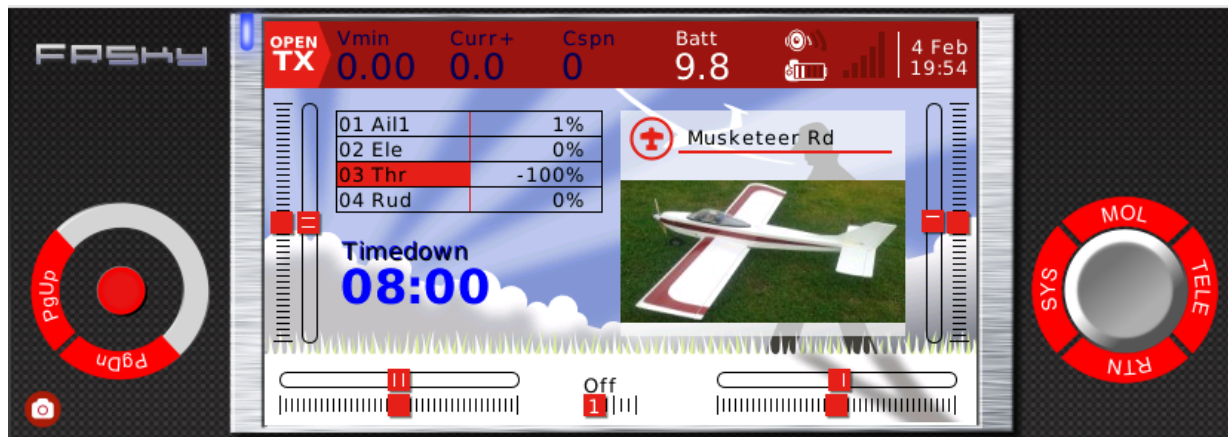 FrSky
OPEN TX
Vmin Curr+ Cspn Batt
0.00 0.0 0 9.8
4 Feb
19:54
01 Ail1 1%
02 Ele 0%
03 Thr -100%
04 Rud 0%
Musketeer Rd
Timedown
08:00
Off
1
PgUp
PgDn
MDL
TELE
SYS
RTN